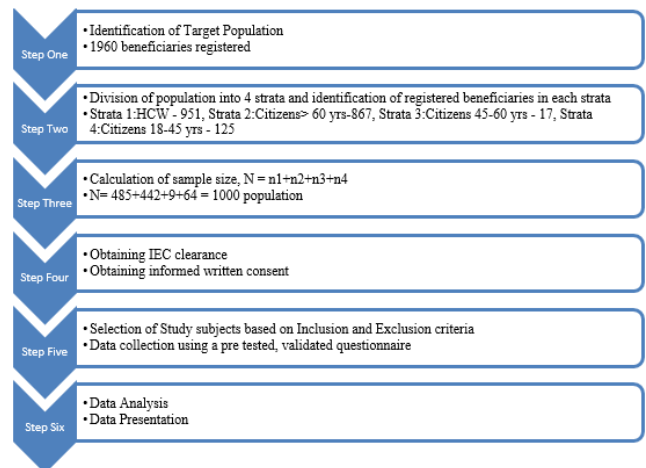 Step One
•Identification of Target Population
•1960 beneficiaries registered
Step Two
•Division of population into 4 strata and identification of registered beneficiaries in each strata
•Strata 1:HCW - 951, Strata 2:Citizens> 60 yrs-867, Strata 3:Citizens 45-60 yrs - 17, Strata
4:Citizens 18-45 yrs - 125
Step Three
•Calculation of sample size, N = n1+n2+n3+n4
•N= 485+442+9+64 = 1000 population
Step Four
•Obtaining IEC clearance
•Obtaining informed written consent
Step Five
•Selection of Study subjects based on Inclusion and Exclusion criteria
•Data collection using a pre tested, validated questionnaire
Step Six
•Data Analysis
•Data Presentation